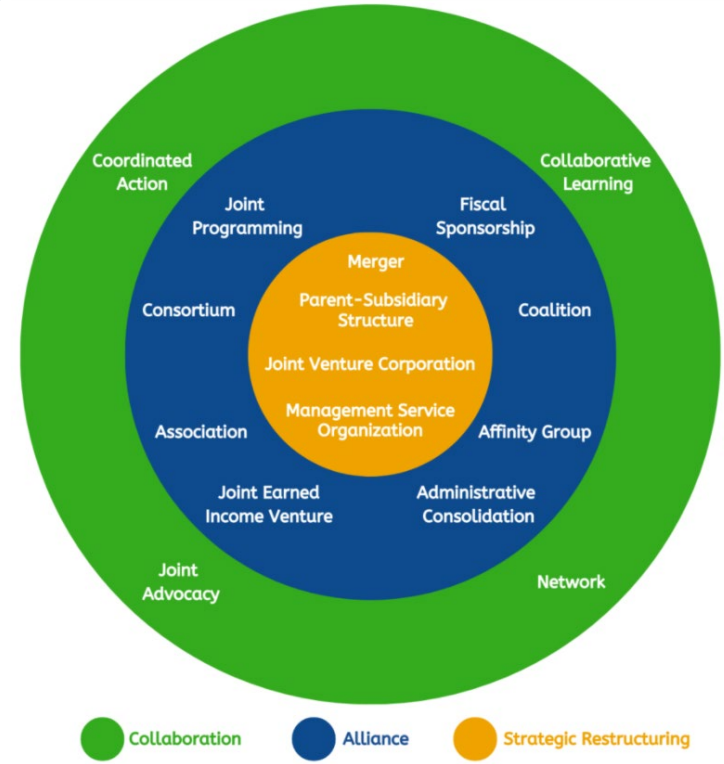 Coordinated
Action
Collaborative
Learning
Joint
Programming
Fiscal
Sponsorship
Merger
Parent-Subsidiary
Structure
Consortium
Coalition
Joint Venture Corporation
Management Service
Organization
Association
Affinity Group
Joint Earned
Income Venture
Administrative
Consolidation
Joint
Advocacy
Network
Collaboration
Alliance
Strategic Restructuring